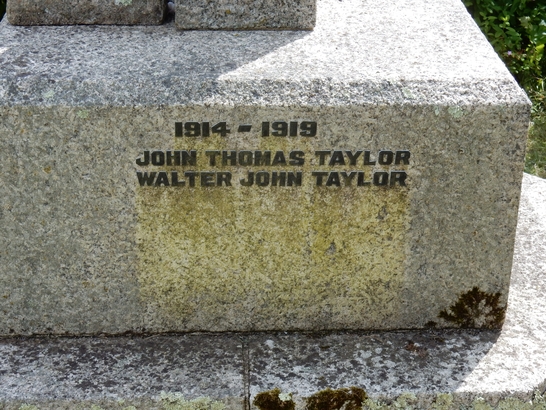 1914 - 1919
JOHN THOMAS TAYLOR
WALTER JOHN TAYLOR